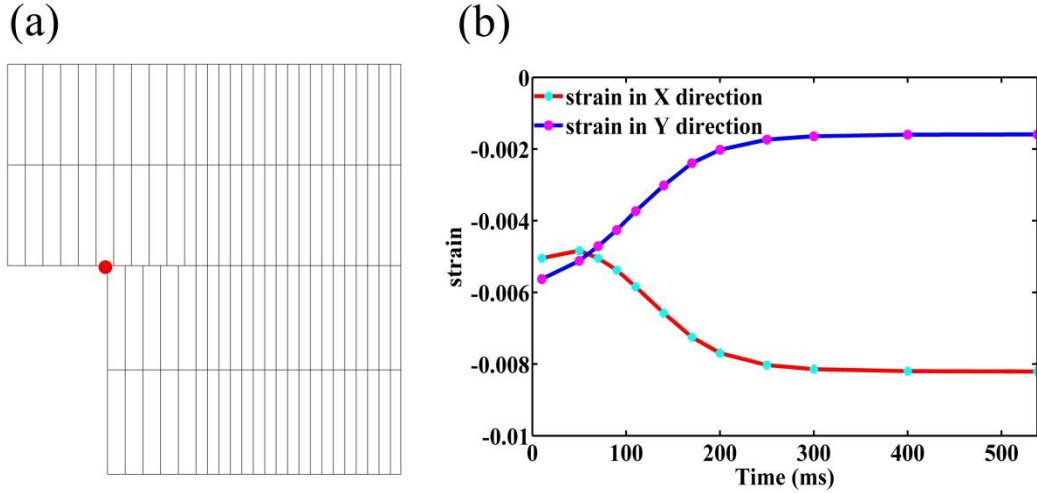 (a)
(b)
0
strain in X direction
strain in Y direction
-0.002
-0.004
strain
-0.006
-0.008
-0.01
0 100 200 300 400 500
Time (ms)